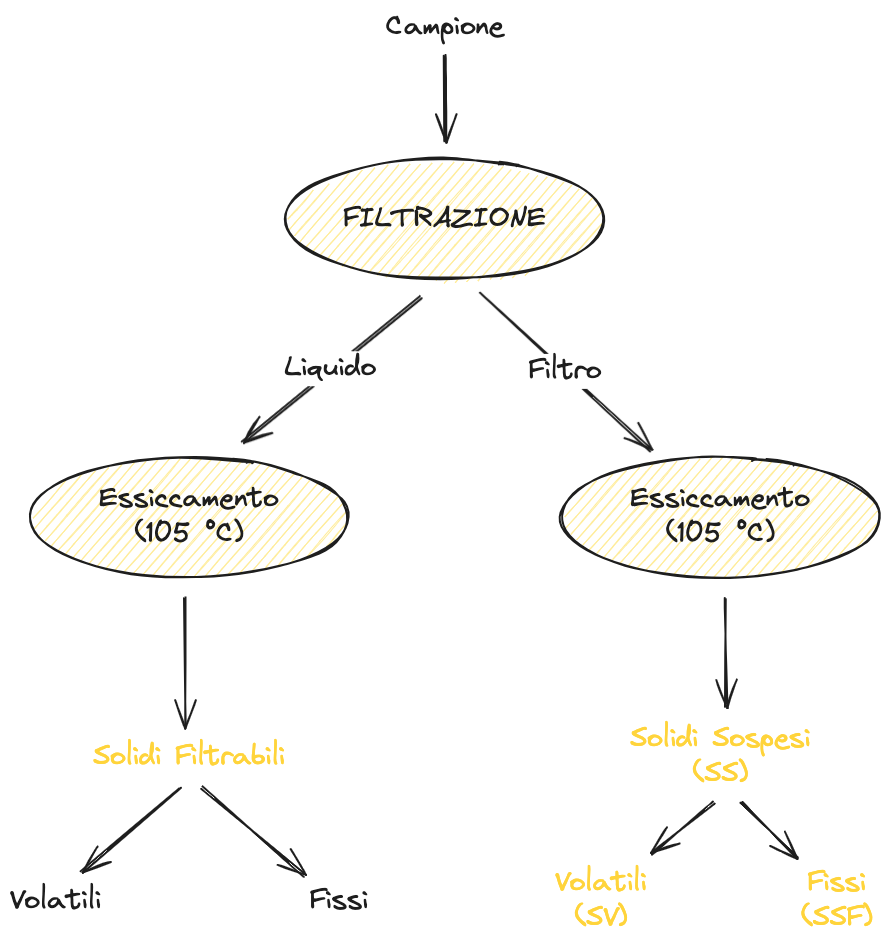 Campione
FILTRAZIONE
Liquido
Filtro
Essiccamento
(105 °C)
Essiccamento
(105 °C)
Solidi Filtrabili
Solidi Sospesi
(SS)
Volatili
Fissi
Volatili
(SV)
Fissi
(SSF)